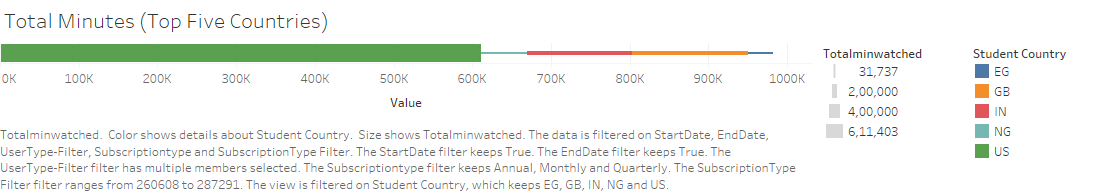 Total Minutes (Top Five Countries)
0K 100K 200K 300K 400K 500K 600K 700K 800K 900K 1000K
Value
Totalminwatched
31,737
2,00,000
4,00,000
6,11,403
Student Country
EG
GB
IN
NG
US
Totalminwatched.  Color shows details about Student Country.  Size shows Totalminwatched. The data is filtered on StartDate, EndDate,
UserType-Filter, Subscriptiontype and SubscriptionType Filter. The StartDate filter keeps True. The EndDate filter keeps True. The
UserType-Filter filter has multiple members selected. The Subscriptiontype filter keeps Annual, Monthly and Quarterly. The SubscriptionType
Filter filter ranges from 260608 to 287291. The view is filtered on Student Country, which keeps EG, GB, IN, NG and US.